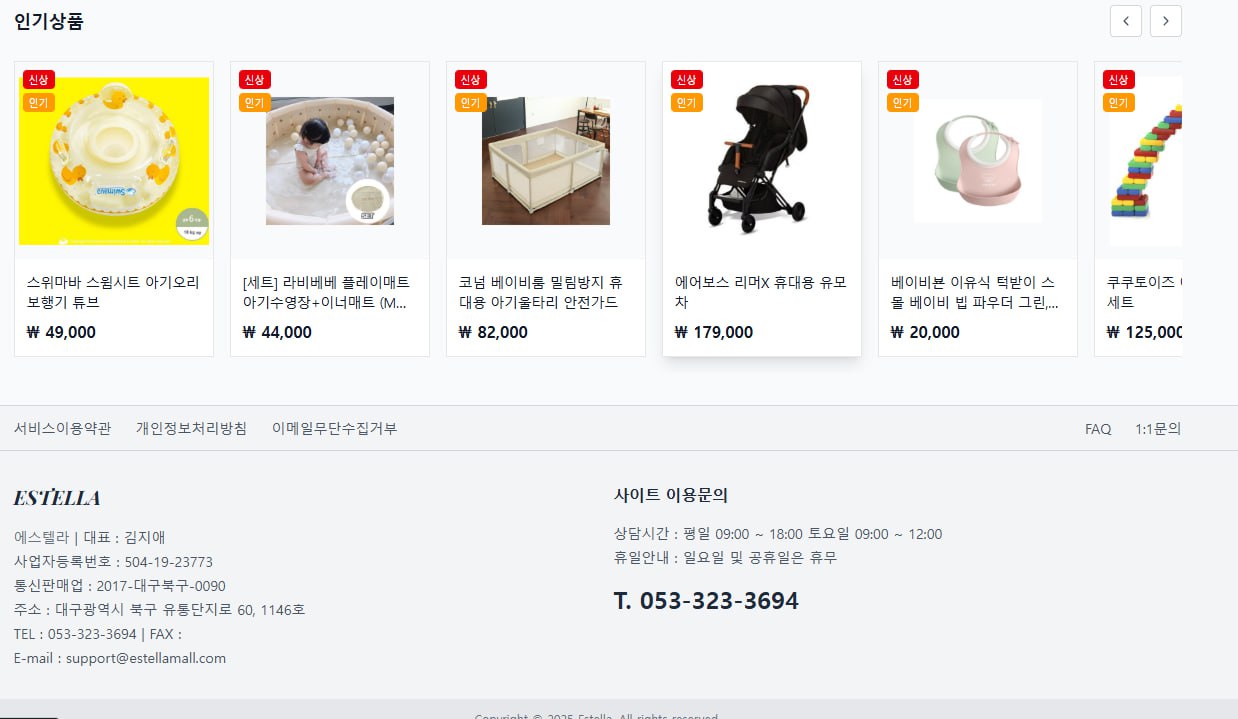 인기상품
신상
인기
스위마바 스윔시트 아기오리
보행기 튜브
₩ 49,000
신상
인기
[세트] 라비베베 플레이매트
아기수영장+이너매트 (M...
₩ 44,000
신상
인기
코넘 베이비룸 밀림방지 휴
대용 아기울타리 안전가드
₩ 82,000
신상
인기
에어보스 리머X 휴대용 유모
차
₩ 179,000
신상
인기
베이비뵨 이유식 턱받이 스
몰 베이비 빕 파우더 그린,...
₩ 20,000
신상
인기
쿠쿠토이즈
세트
₩ 125,000
서비스이용약관 개인정보처리방침 이메일무단수집거부 FAQ 1:1문의
ESTELLA
에스텔라 | 대표 : 김지애
사업자등록번호 : 504-19-23773
통신판매업 : 2017-대구북구-0090
주소 : 대구광역시 북구 유통단지로 60, 1146호
TEL : 053-323-3694 | FAX :
E-mail : support@estellamall.com
사이트 이용문의
상담시간 : 평일 09:00 ~ 18:00 토요일 09:00 ~ 12:00
휴일안내 : 일요일 및 공휴일은 휴무
T. 053-323-3694
Copyright © 2025 Estella. All rights reserved.